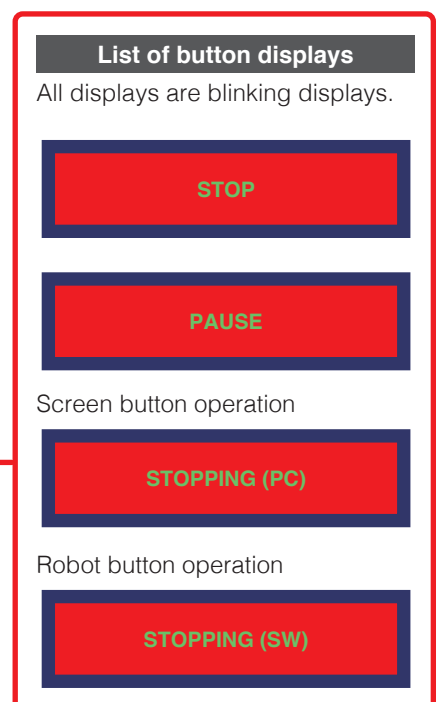 List of button displays
All displays are blinking displays.
STOP
PAUSE
Screen button operation
STOPPING (PC)
Robot button operation
STOPPING (SW)